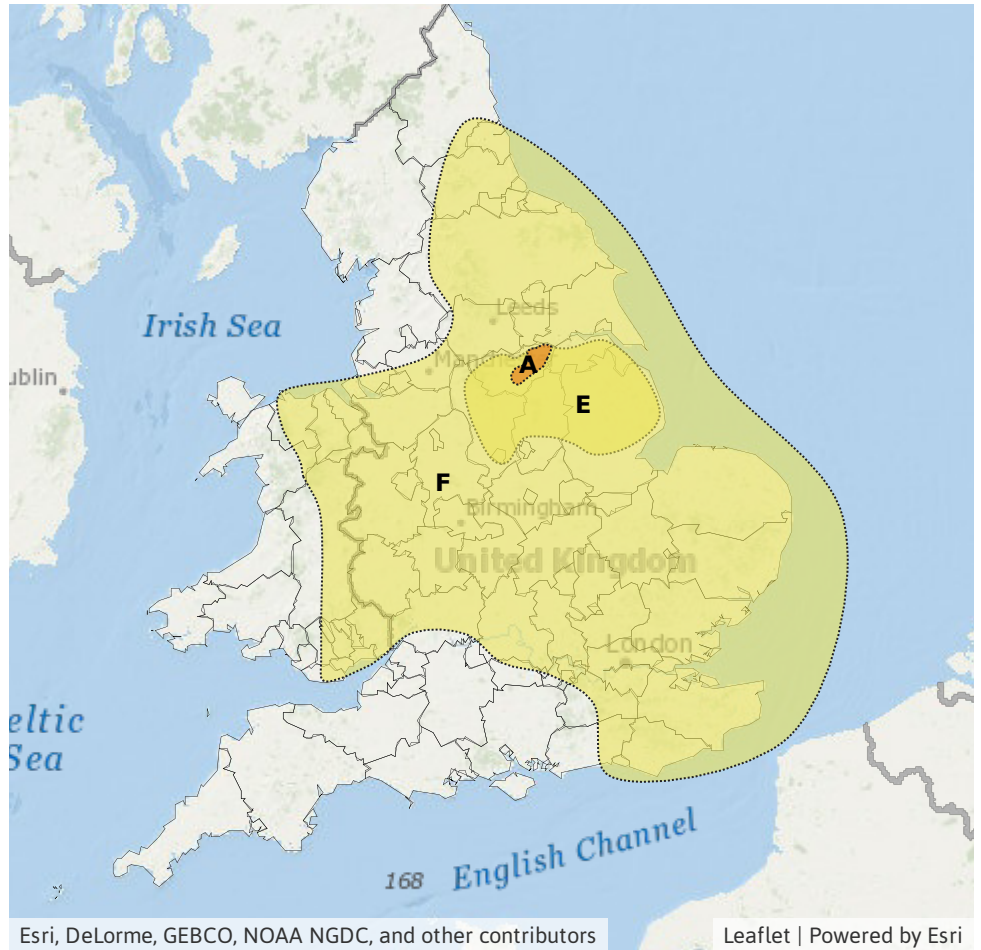 Leeds
Irish Sea
Manche
A
ublin
E
F
Birmingham
United Kingdom
London
eltic
Sea
English Channel
168
Esri, DeLorme, GEBCO, NOAA NGDC, and other contributors
Leaflet | Powered by Esri